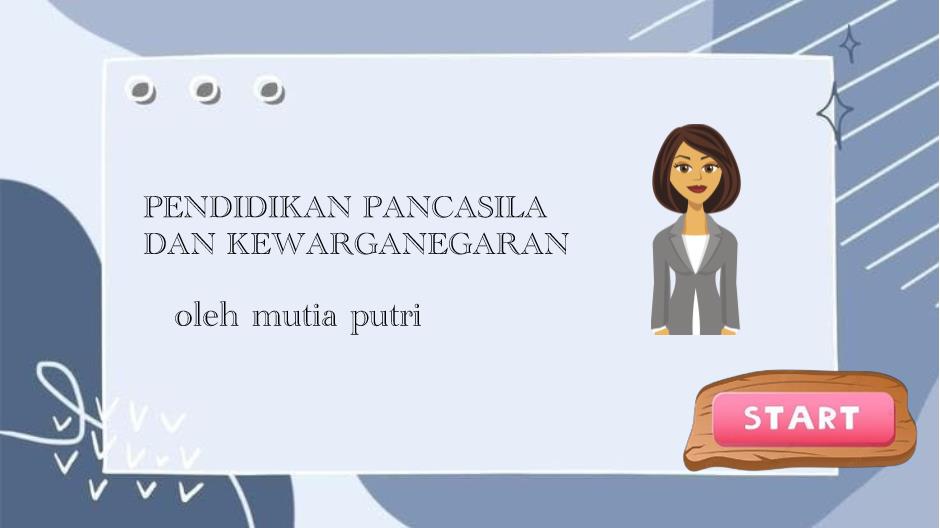 PENDIDIKAN PANCASILA
DAN KEWARGANEGARAN
oleh mutia putri
START